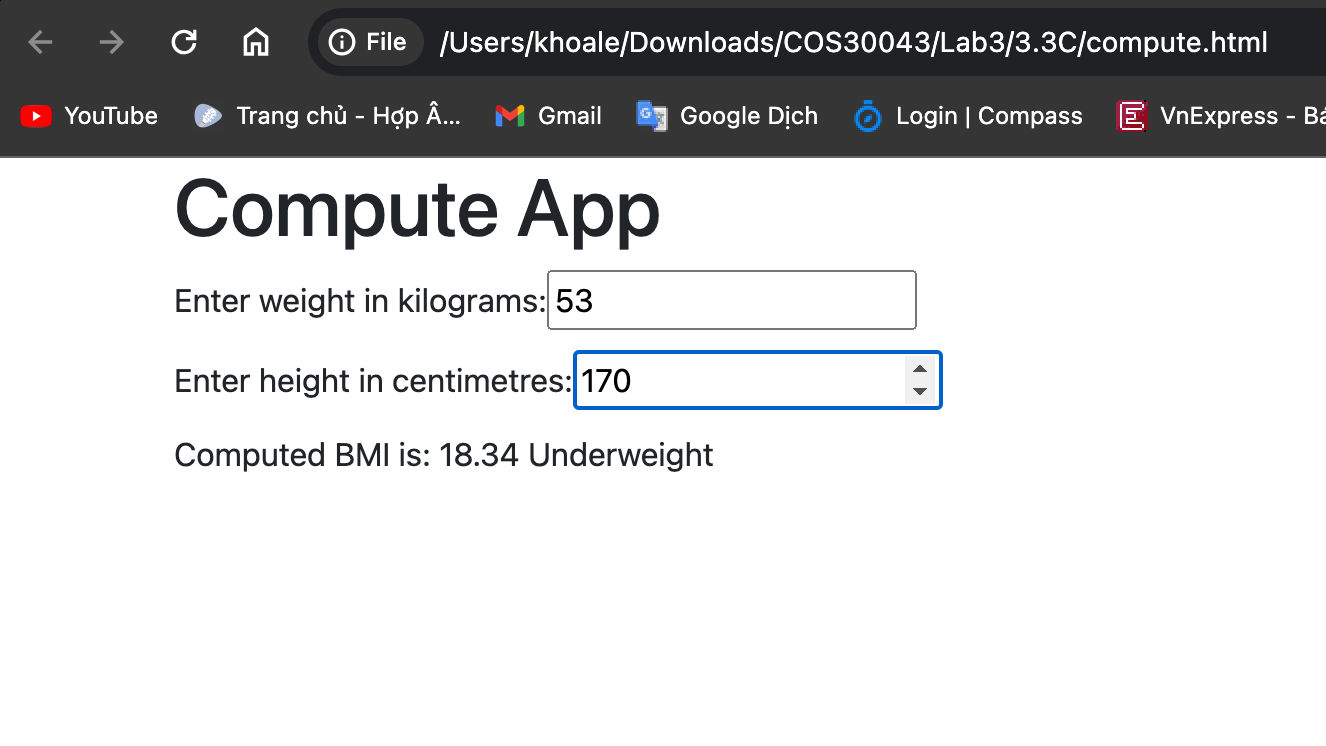 File /Users/khoale/Downloads/COS30043/Lab3/3.3C/compute.html
YouTube Trang chủ - Hợp Â... Gmail Google Dịch Login | Compass VnExpress - Bá
Compute App
Enter weight in kilograms: 53
Enter height in centimetres: 170
Computed BMI is: 18.34 Underweight